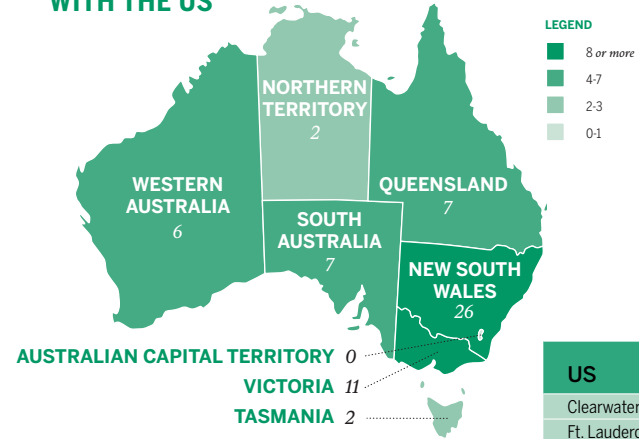 WITH THE US
LEGEND
8 or more
4-7
2-3
0-1
NORTHERN
TERRITORY
2
WESTERN
AUSTRALIA
6
QUEENSLAND
7
SOUTH
AUSTRALIA
7
NEW SOUTH
WALES
26
AUSTRALIAN CAPITAL TERRITORY 0
VICTORIA 11
TASMANIA 2
US
Clearwater